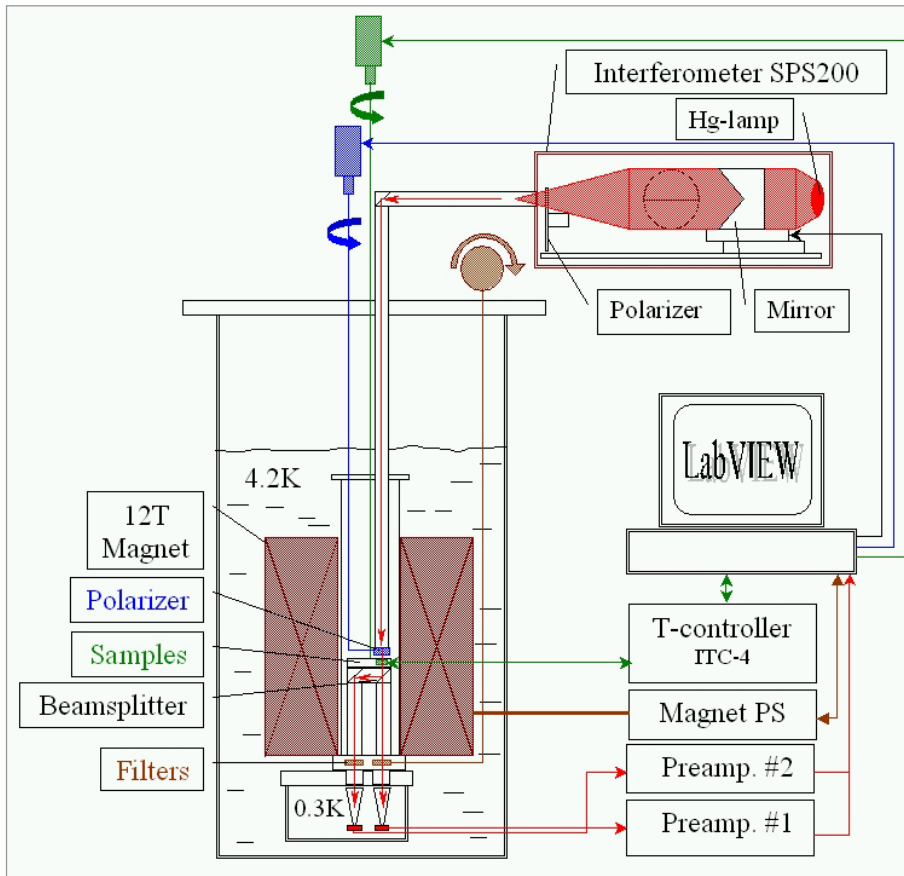 Interferometer SPS200
Hg-lamp
Polarizer
Mirror
4.2K
LabVIEW
12T
Magnet
Polarizer
Samples
Beamsplitter
Filters
0.3K
T-controller
ITC-4
Magnet PS
Preamp. #2
Preamp. #1